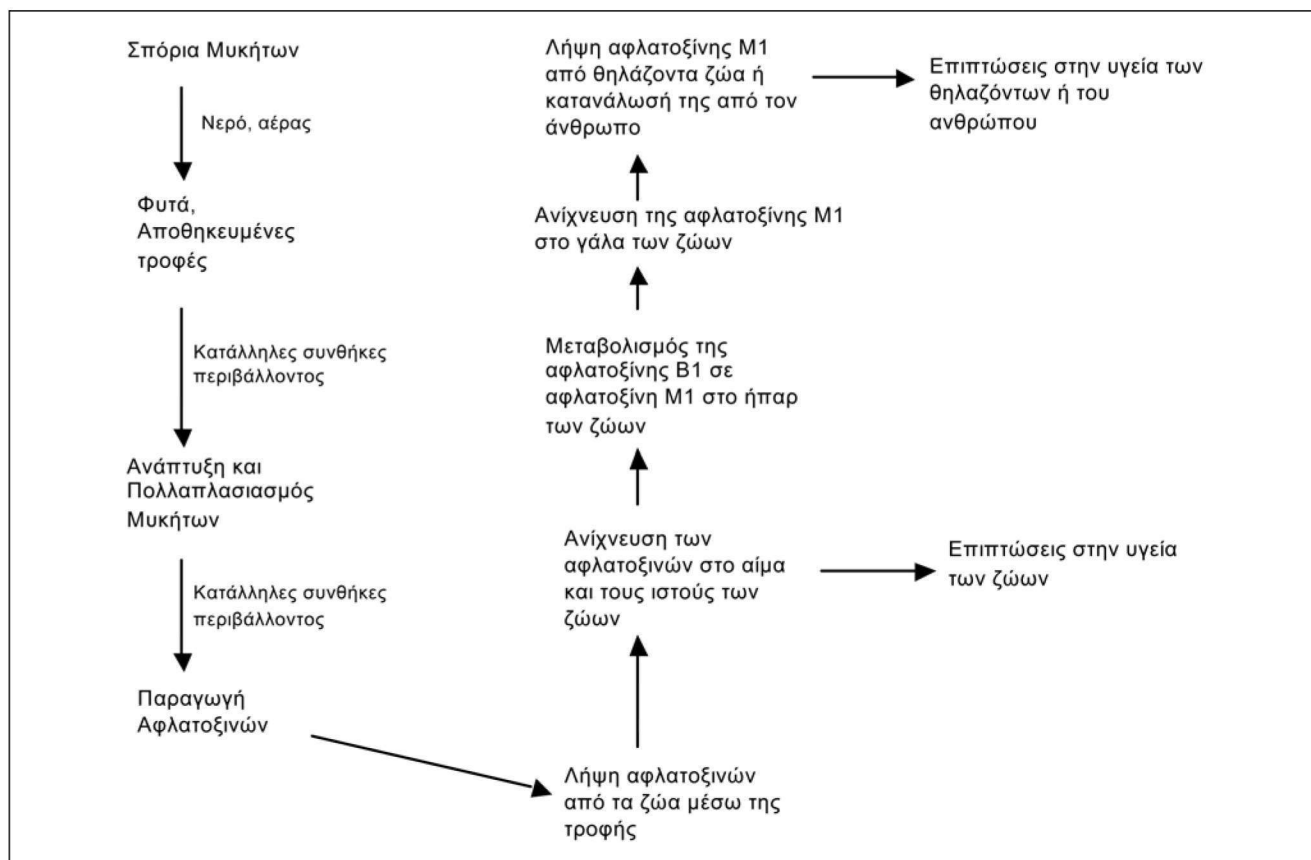 Σπόρια Μυκήτων
Νερό, αέρας
Φυτά,
Αποθηκευμένες
τροφές
Κατάλληλες συνθήκες
περιβάλλοντος
Ανάπτυξη και
Πολλαπλασιασμός
Μυκήτων
Κατάλληλες συνθήκες
περιβάλλοντος
Παραγωγή
Αφλατοξινών
Λήψη αφλατοξινών
από τα ζώα μέσω της
τροφής
Ανίχνευση των
αφλατοξινών στο αίμα
και τους ιστούς των
ζώων
Επιπτώσεις στην υγεία
των ζώων
Μεταβολισμός της
αφλατοξίνης Β1 σε
αφλατοξίνη Μ1 στο ήπαρ
των ζώων
Ανίχνευση της αφλατοξίνης Μ1
στο γάλα των ζώων
Λήψη αφλατοξίνης Μ1
από θηλάζοντα ζώα ή
κατανάλωσή της από τον
άνθρωπο
Επιπτώσεις στην υγεία των
θηλαζόντων ή του
ανθρώπου